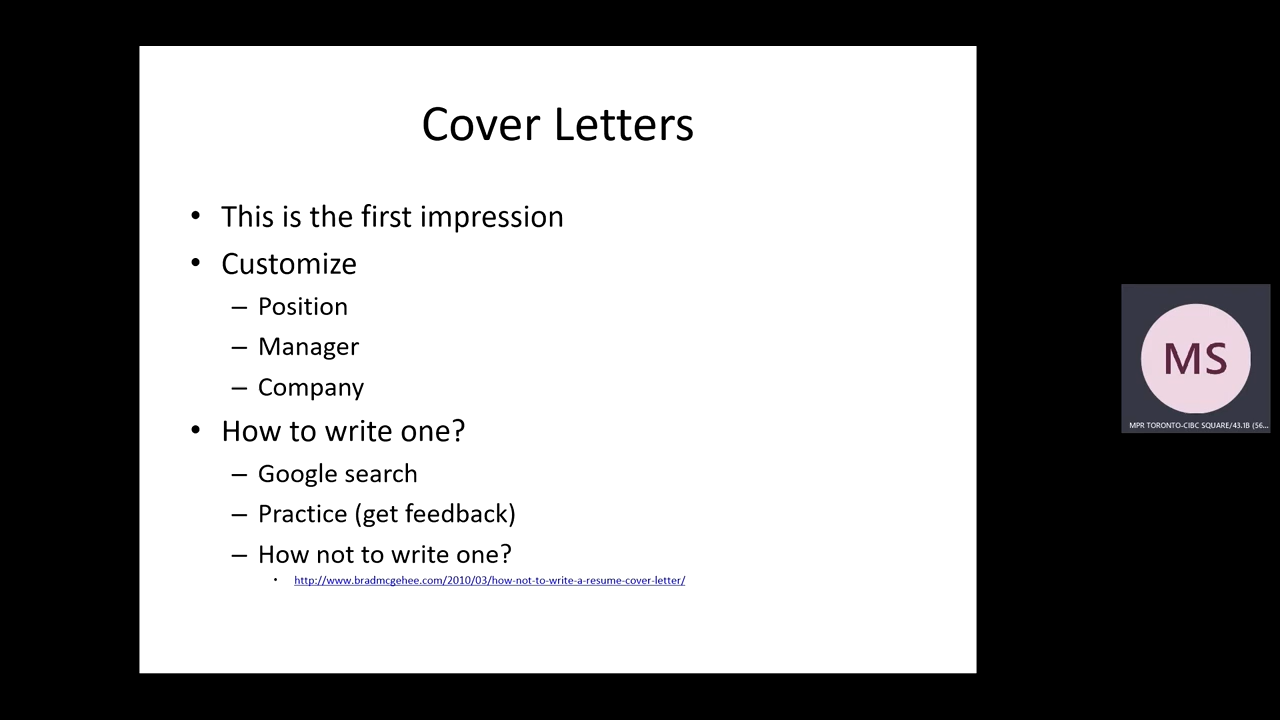 Cover Letters
• This is the first impression
• Customize
– Position
– Manager
– Company
• How to write one?
– Google search
– Practice (get feedback)
– How not to write one?
• http://www.bradmcgehee.com/2010/03/how-not-to-write-a-resume-cover-letter/
MS
MPR TORONTO-CIBC SQUARE/43.1B (56...